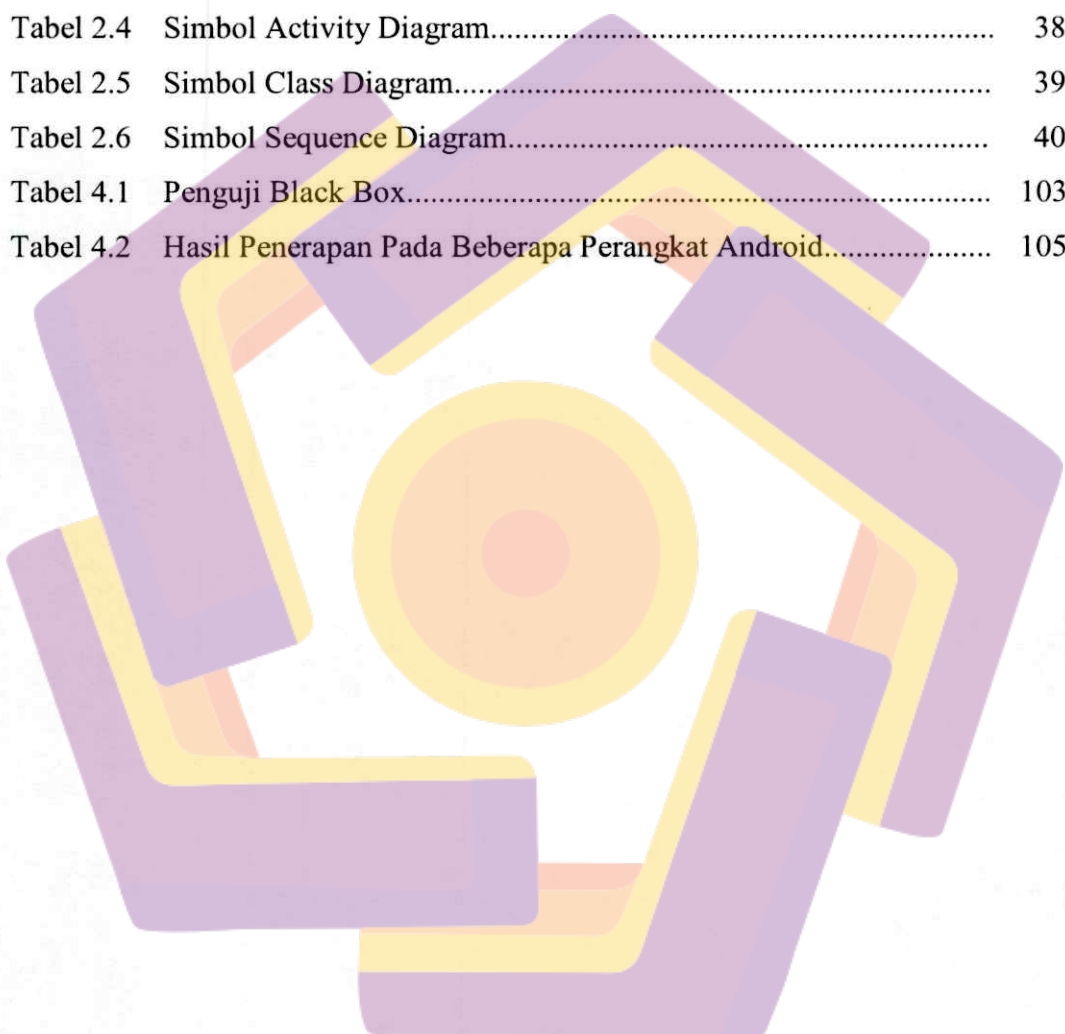 Tabel 2.4 Simbol Activity Diagram.............................................................. 38
Tabel 2.5 Simbol Class Diagram.................................................................. 39
Tabel 2.6 Simbol Sequence Diagram........................................................... 40
Tabel 4.1 Penguji Black Box........................................................................ 103
Tabel 4.2 Hasil Penerapan Pada Beberapa Perangkat Android..................... 105